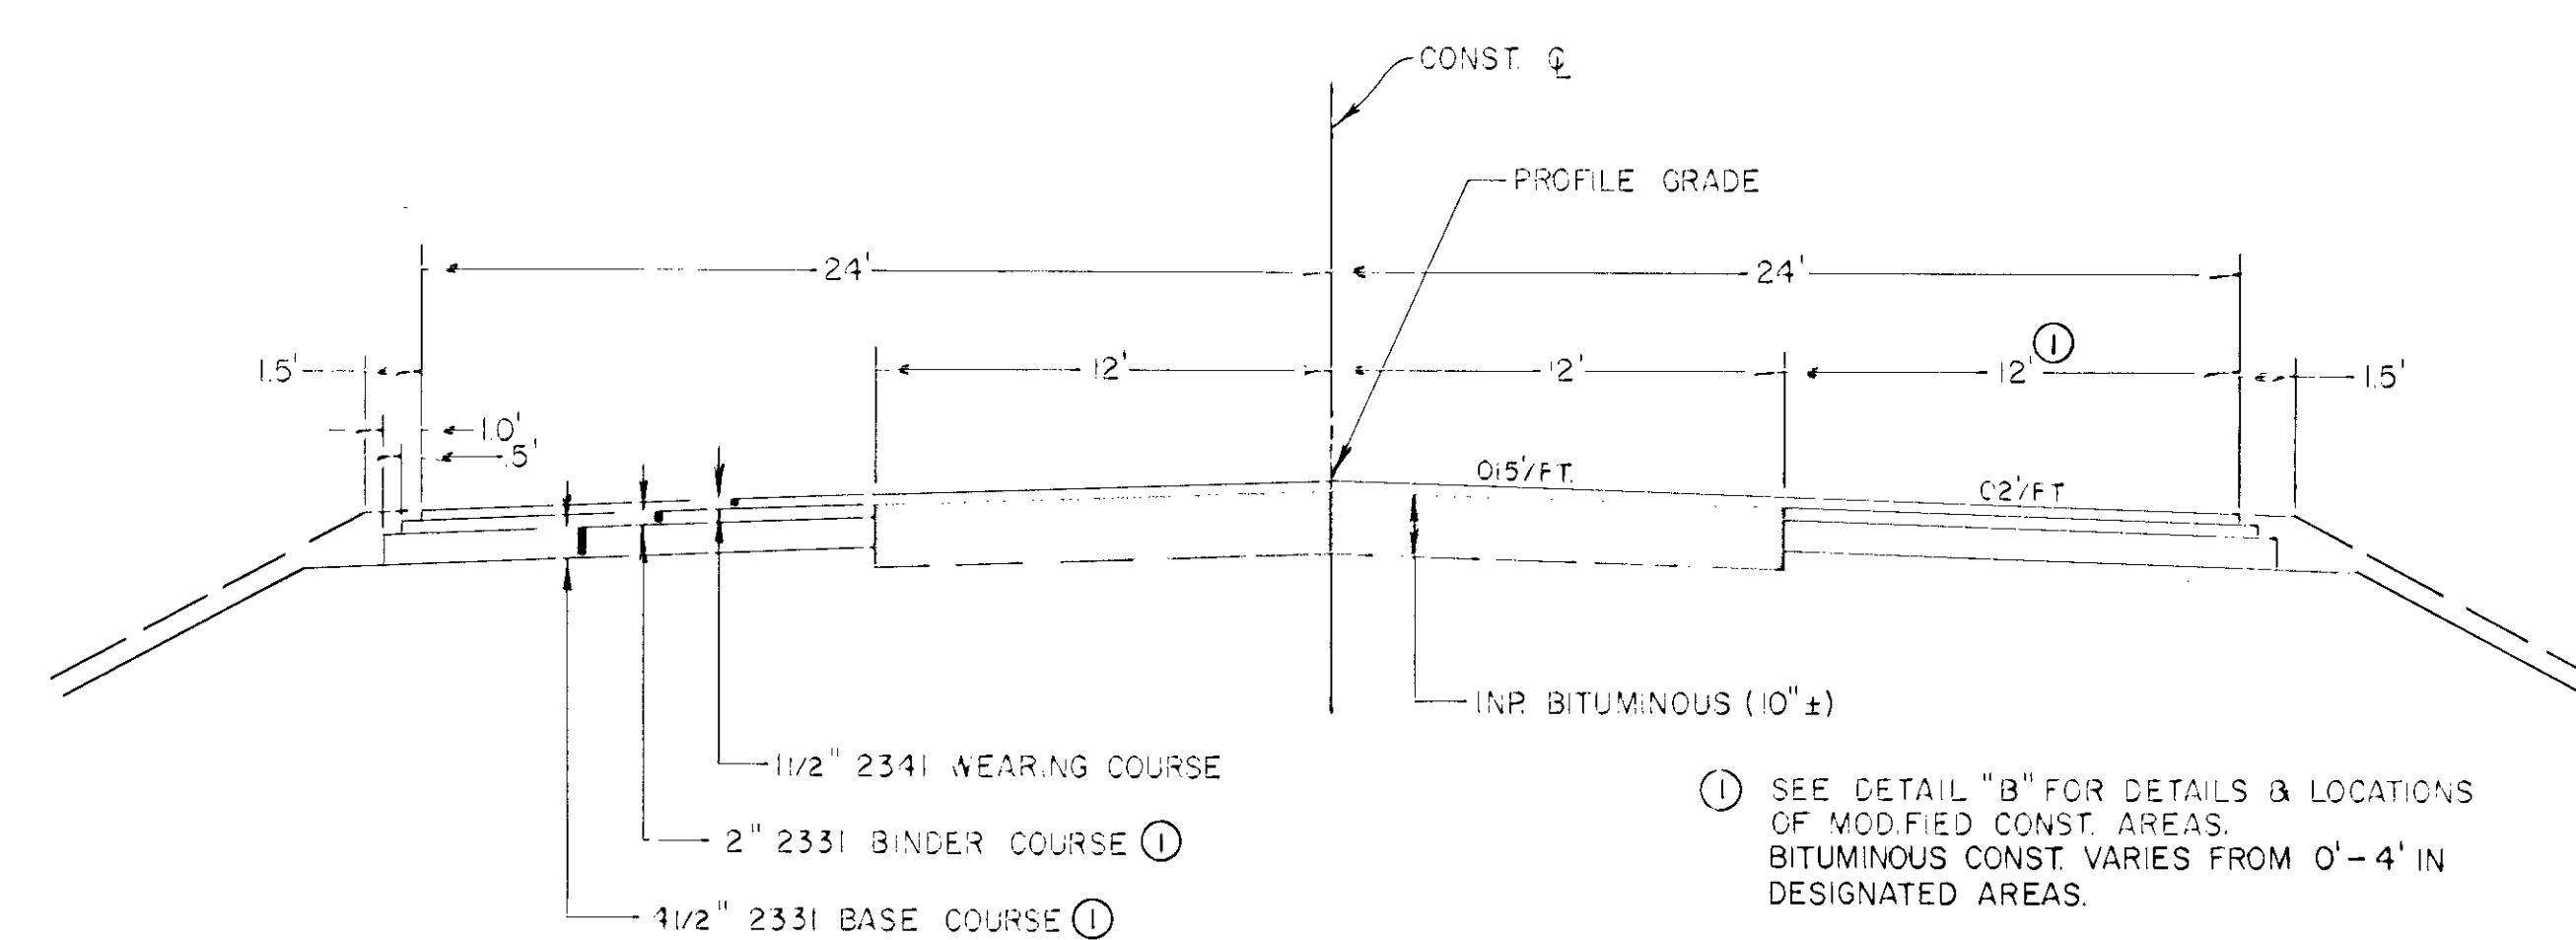 CONST. ℄
PROFILE GRADE
24'
24'
1.5'
12'
12'
12' ①
1.5'
1.0'
.5'
.015'/FT.
.02'/FT
INP. BITUMINOUS (10"±)
1 1/2" 2341 WEARING COURSE
2" 2331 BINDER COURSE ①
4 1/2" 2331 BASE COURSE ①
① SEE DETAIL "B" FOR DETAILS & LOCATIONS
OF MODIFIED CONST. AREAS.
BITUMINOUS CONST. VARIES FROM 0'-4' IN
DESIGNATED AREAS.